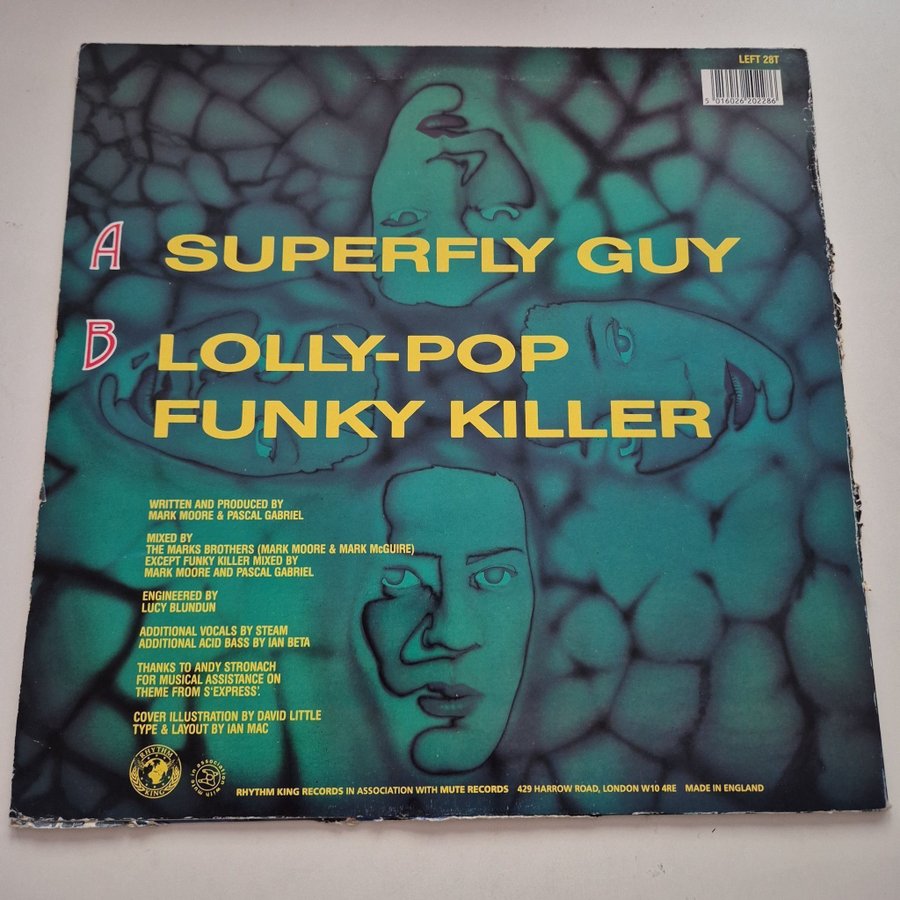 LEFT 28T
5 016026 202286
A SUPERFLY GUY
B LOLLY-POP
FUNKY KILLER
WRITTEN AND PRODUCED BY
MARK MOORE & PASCAL GABRIEL
MIXED BY
THE MARKS BROTHERS (MARK MOORE & MARK McGUIRE)
EXCEPT FUNKY KILLER MIXED BY
MARK MOORE AND PASCAL GABRIEL
ENGINEERED BY
LUCY BLUNDUN
ADDITIONAL VOCALS BY STEAM
ADDITIONAL ACID BASS BY IAN BETA
THANKS TO ANDY STRONACH
FOR MUSICAL ASSISTANCE ON
THEME FROM S'EXPRESS'.
COVER ILLUSTRATION BY DAVID LITTLE
TYPE & LAYOUT BY IAN MAC
RHYTHM
KING
in association with
RHYTHM KING RECORDS IN ASSOCIATION WITH MUTE RECORDS 429 HARROW ROAD, LONDON W10 4RE MADE IN ENGLAND